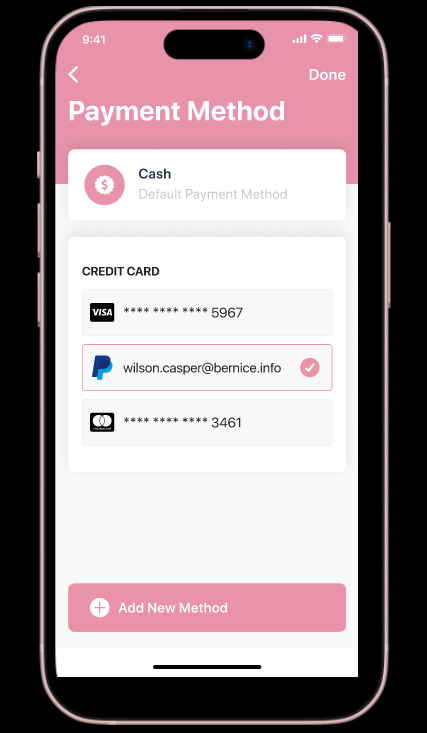 9:41
Done
Payment Method
$
Cash
Default Payment Method
CREDIT CARD
VISA **** **** **** 5967
wilson.casper@bernice.info
**** **** **** 3461
Add New Method